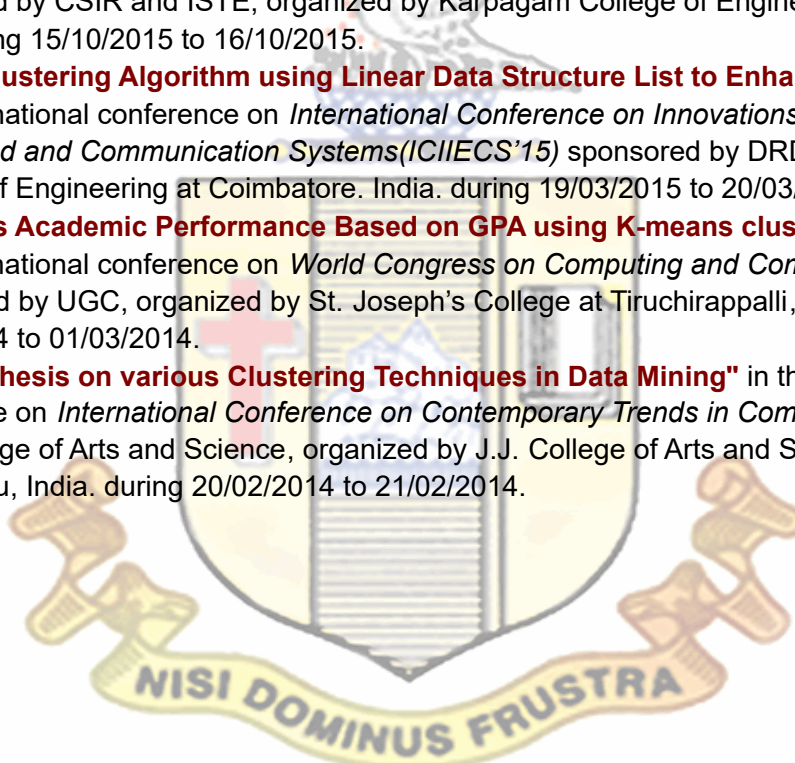 d by CSIR and ISTE, organized by Karpagam College of Engine
ng 15/10/2015 to 16/10/2015.
lustering Algorithm using Linear Data Structure List to Enha
national conference on International Conference on Innovations
d and Communication Systems(ICIIECS'15) sponsored by DRD
of Engineering at Coimbatore. India. during 19/03/2015 to 20/03/
s Academic Performance Based on GPA using K-means clus
national conference on World Congress on Computing and Con
d by UGC, organized by St. Joseph's College at Tiruchirappalli,
4 to 01/03/2014.
hesis on various Clustering Techniques in Data Mining" in th
e on International Conference on Contemporary Trends in Com
ge of Arts and Science, organized by J.J. College of Arts and S
u, India. during 20/02/2014 to 21/02/2014.
NISI DOMINUS FRUSTRA